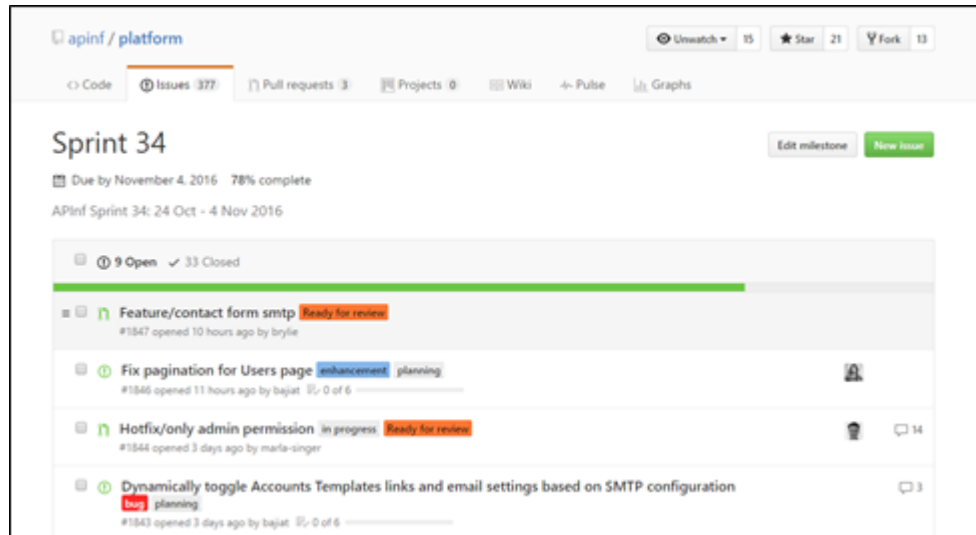 apinf / platform
Unwatch 15 Star 21 Fork 13
Code Issues 377 Pull requests 3 Projects 0 Wiki Pulse Graphs
Sprint 34
Edit milestone New issue
Due by November 4, 2016 78% complete
APInf Sprint 34: 24 Oct - 4 Nov 2016
9 Open 33 Closed
Feature/contact form smtp Ready for review
#1847 opened 10 hours ago by brylie
Fix pagination for Users page enhancement planning
#1846 opened 11 hours ago by bajiat 0 of 6
Hotfix/only admin permission in progress Ready for review
14
#1844 opened 3 days ago by marla-singer
Dynamically toggle Accounts Templates links and email settings based on SMTP configuration
3
bug planning
#1843 opened 3 days ago by bajiat 0 of 6